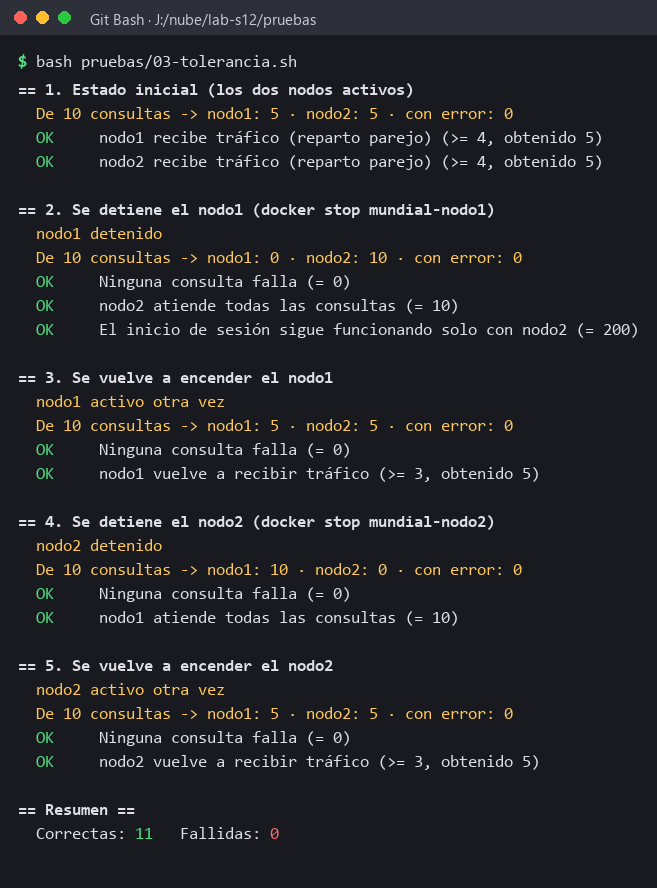 Git Bash · J:/nube/lab-s12/pruebas
$ bash pruebas/03-tolerancia.sh
== 1. Estado inicial (los dos nodos activos)
De 10 consultas -> nodo1: 5 · nodo2: 5 · con error: 0
OK nodo1 recibe tráfico (reparto parejo) (>= 4, obtenido 5)
OK nodo2 recibe tráfico (reparto parejo) (>= 4, obtenido 5)
== 2. Se detiene el nodo1 (docker stop mundial-nodo1)
nodo1 detenido
De 10 consultas -> nodo1: 0 · nodo2: 10 · con error: 0
OK Ninguna consulta falla (= 0)
OK nodo2 atiende todas las consultas (= 10)
OK El inicio de sesión sigue funcionando solo con nodo2 (= 200)
== 3. Se vuelve a encender el nodo1
nodo1 activo otra vez
De 10 consultas -> nodo1: 5 · nodo2: 5 · con error: 0
OK Ninguna consulta falla (= 0)
OK nodo1 vuelve a recibir tráfico (>= 3, obtenido 5)
== 4. Se detiene el nodo2 (docker stop mundial-nodo2)
nodo2 detenido
De 10 consultas -> nodo1: 10 · nodo2: 0 · con error: 0
OK Ninguna consulta falla (= 0)
OK nodo1 atiende todas las consultas (= 10)
== 5. Se vuelve a encender el nodo2
nodo2 activo otra vez
De 10 consultas -> nodo1: 5 · nodo2: 5 · con error: 0
OK Ninguna consulta falla (= 0)
OK nodo2 vuelve a recibir tráfico (>= 3, obtenido 5)
== Resumen ==
Correctas: 11 Fallidas: 0